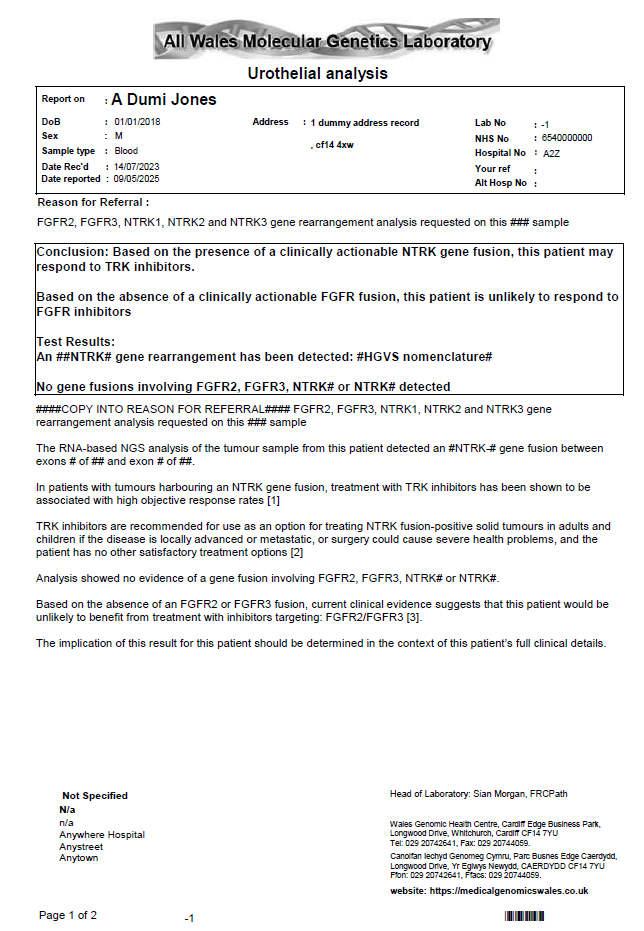 All Wales Molecular Genetics Laboratory
Urothelial analysis
Report on : A Dumi Jones
DoB : 01/01/2018 Address : 1 dummy address record Lab No : -1
Sex : M NHS No : 6540000000
Sample type : Blood , cf14 4xw Hospital No : A2Z
Date Rec'd : 14/07/2023 Your ref :
Date reported : 09/05/2025 Alt Hosp No :
Reason for Referral :
FGFR2, FGFR3, NTRK1, NTRK2 and NTRK3 gene rearrangement analysis requested on this ### sample
Conclusion: Based on the presence of a clinically actionable NTRK gene fusion, this patient may
respond to TRK inhibitors.
Based on the absence of a clinically actionable FGFR fusion, this patient is unlikely to respond to
FGFR inhibitors
Test Results:
An ##NTRK# gene rearrangement has been detected: #HGVS nomenclature#
No gene fusions involving FGFR2, FGFR3, NTRK# or NTRK# detected
####COPY INTO REASON FOR REFERRAL#### FGFR2, FGFR3, NTRK1, NTRK2 and NTRK3 gene
rearrangement analysis requested on this ### sample
The RNA-based NGS analysis of the tumour sample from this patient detected an #NTRK-# gene fusion between
exons # of ## and exon # of ##.
In patients with tumours harbouring an NTRK gene fusion, treatment with TRK inhibitors has been shown to be
associated with high objective response rates [1]
TRK inhibitors are recommended for use as an option for treating NTRK fusion-positive solid tumours in adults and
children if the disease is locally advanced or metastatic, or surgery could cause severe health problems, and the
patient has no other satisfactory treatment options [2]
Analysis showed no evidence of a gene fusion involving FGFR2, FGFR3, NTRK# or NTRK#.
Based on the absence of an FGFR2 or FGFR3 fusion, current clinical evidence suggests that this patient would be
unlikely to benefit from treatment with inhibitors targeting: FGFR2/FGFR3 [3].
The implication of this result for this patient should be determined in the context of this patient's full clinical details.
Not Specified
N/a
n/a
Anywhere Hospital
Anystreet
Anytown
Head of Laboratory: Sian Morgan, FRCPath
Wales Genomic Health Centre, Cardiff Edge Business Park,
Longwood Drive, Whitchurch, Cardiff CF14 7YU
Tel: 029 20742641, Fax: 029 20744059.
Canolfan Iechyd Genomeg Cymru, Parc Busnes Edge Caerdydd,
Longwood Drive, Yr Eglwys Newydd, CAERDYDD CF14 7YU
Ffon: 029 20742641, Ffacs: 029 20744059.
website: https://medicalgenomicswales.co.uk
Page 1 of 2 -1